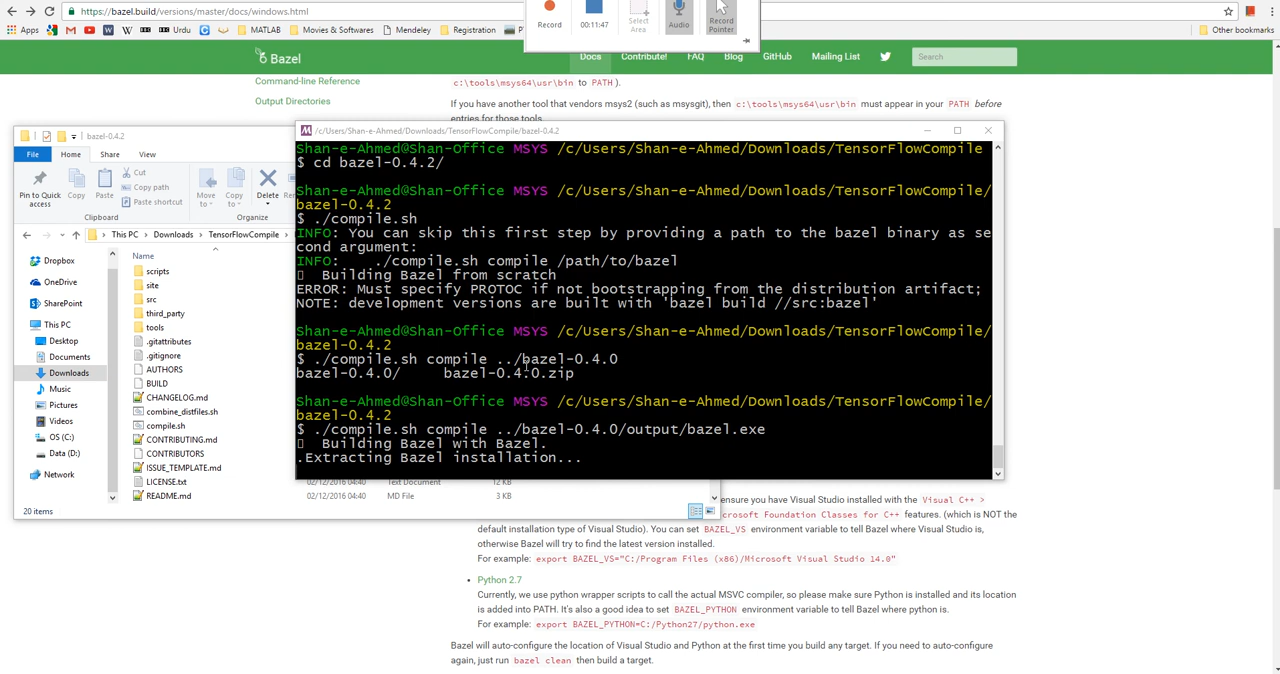 https://bazel.build/versions/master/docs/windows.html
Apps
W
Urdu
MATLAB
Movies & Softwares
Mendeley
Registration
Other bookmarks
Record
00:11:47
Select Area
Audio
Record Pointer
Bazel
Docs
Contribute!
FAQ
Blog
GitHub
Mailing List
Search
Command-line Reference
Output Directories
c:\tools\msys64\usr\bin to PATH ).
If you have another tool that vendors msys2 (such as msysgit), then c:\tools\msys64\usr\bin must appear in your PATH before
entries for those tools.
bazel-0.4.2
File
Home
Share
View
Pin to Quick access
Copy
Paste
Cut
Copy path
Paste shortcut
Move to
Copy to
Delete
Clipboard
Organize
This PC > Downloads > TensorFlowCompile >
Dropbox
OneDrive
SharePoint
This PC
Desktop
Documents
Downloads
Music
Pictures
Videos
OS (C:)
Data (D:)
Network
Name
scripts
site
src
third_party
tools
.gitattributes
.gitignore
AUTHORS
BUILD
CHANGELOG.md
combine_distfiles.sh
compile.sh
CONTRIBUTING.md
CONTRIBUTORS
ISSUE_TEMPLATE.md
LICENSE.txt
README.md
02/12/2016 04:40 Text Document 12 KB
02/12/2016 04:40 MD File 3 KB
20 items
/c/Users/Shan-e-Ahmed/Downloads/TensorFlowCompile/bazel-0.4.2
Shan-e-Ahmed@Shan-Office MSYS /c/Users/Shan-e-Ahmed/Downloads/TensorFlowCompile
$ cd bazel-0.4.2/
Shan-e-Ahmed@Shan-Office MSYS /c/Users/Shan-e-Ahmed/Downloads/TensorFlowCompile/
bazel-0.4.2
$ ./compile.sh
INFO: You can skip this first step by providing a path to the bazel binary as se
cond argument:
INFO:    ./compile.sh compile /path/to/bazel
Building Bazel from scratch
ERROR: Must specify PROTOC if not bootstrapping from the distribution artifact;
NOTE: development versions are built with 'bazel build //src:bazel'
Shan-e-Ahmed@Shan-Office MSYS /c/Users/Shan-e-Ahmed/Downloads/TensorFlowCompile/
bazel-0.4.2
$ ./compile.sh compile ../bazel-0.4.0
bazel-0.4.0/     bazel-0.4.0.zip
Shan-e-Ahmed@Shan-Office MSYS /c/Users/Shan-e-Ahmed/Downloads/TensorFlowCompile/
bazel-0.4.2
$ ./compile.sh compile ../bazel-0.4.0/output/bazel.exe
Building Bazel with Bazel.
.Extracting Bazel installation...
ensure you have Visual Studio installed with the Visual C++ >
crosoft Foundation Classes for C++ features. (which is NOT the
default installation type of Visual Studio). You can set BAZEL_VS environment variable to tell Bazel where Visual Studio is,
otherwise Bazel will try to find the latest version installed.
For example: export BAZEL_VS="C:/Program Files (x86)/Microsoft Visual Studio 14.0"
• Python 2.7
Currently, we use python wrapper scripts to call the actual MSVC compiler, so please make sure Python is installed and its location
is added into PATH. It's also a good idea to set BAZEL_PYTHON environment variable to tell Bazel where python is.
For example: export BAZEL_PYTHON=C:/Python27/python.exe
Bazel will auto-configure the location of Visual Studio and Python at the first time you build any target. If you need to auto-configure
again, just run bazel clean then build a target.